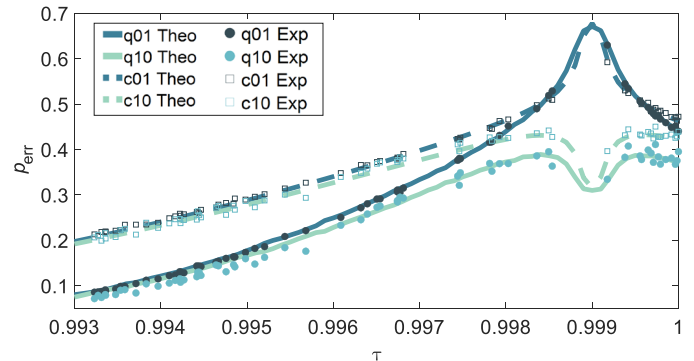 0.7
0.6
0.5
0.4
0.3
0.2
0.1
p_err
q01 Theo
q10 Theo
c01 Theo
c10 Theo
q01 Exp
q10 Exp
c01 Exp
c10 Exp
0.993 0.994 0.995 0.996 0.997 0.998 0.999 1
τ